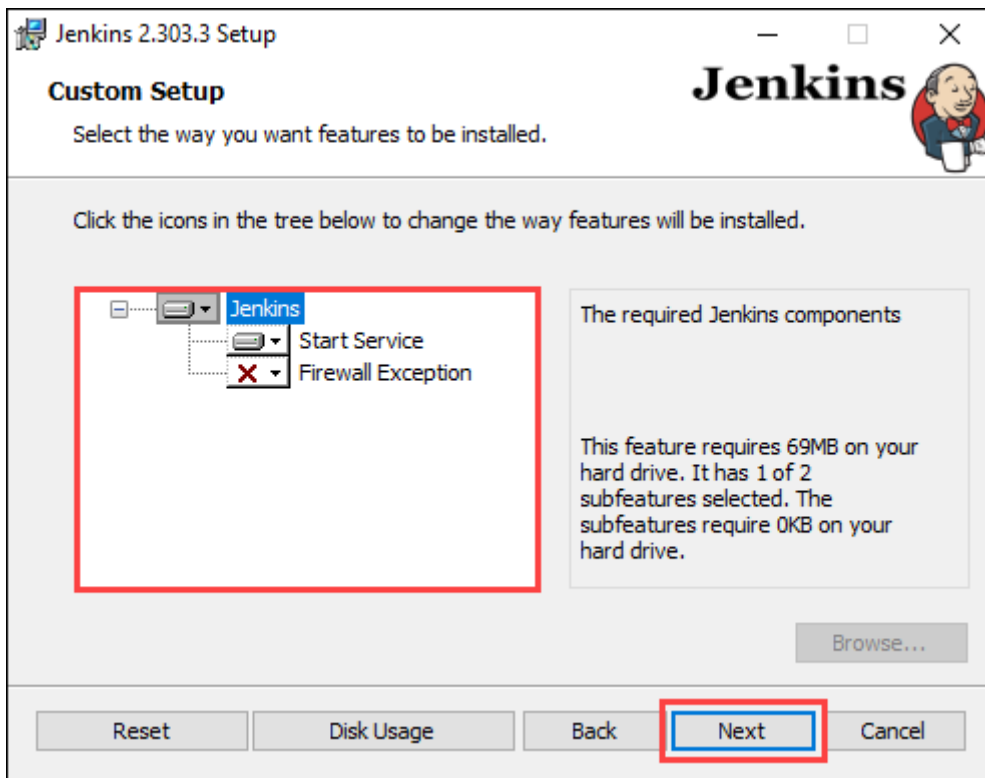 Jenkins 2.303.3 Setup
Custom Setup
Jenkins
Select the way you want features to be installed.
Click the icons in the tree below to change the way features will be installed.
Jenkins
Start Service
Firewall Exception
The required Jenkins components
This feature requires 69MB on your
hard drive. It has 1 of 2
subfeatures selected. The
subfeatures require 0KB on your
hard drive.
Browse...
Reset
Disk Usage
Back
Next
Cancel